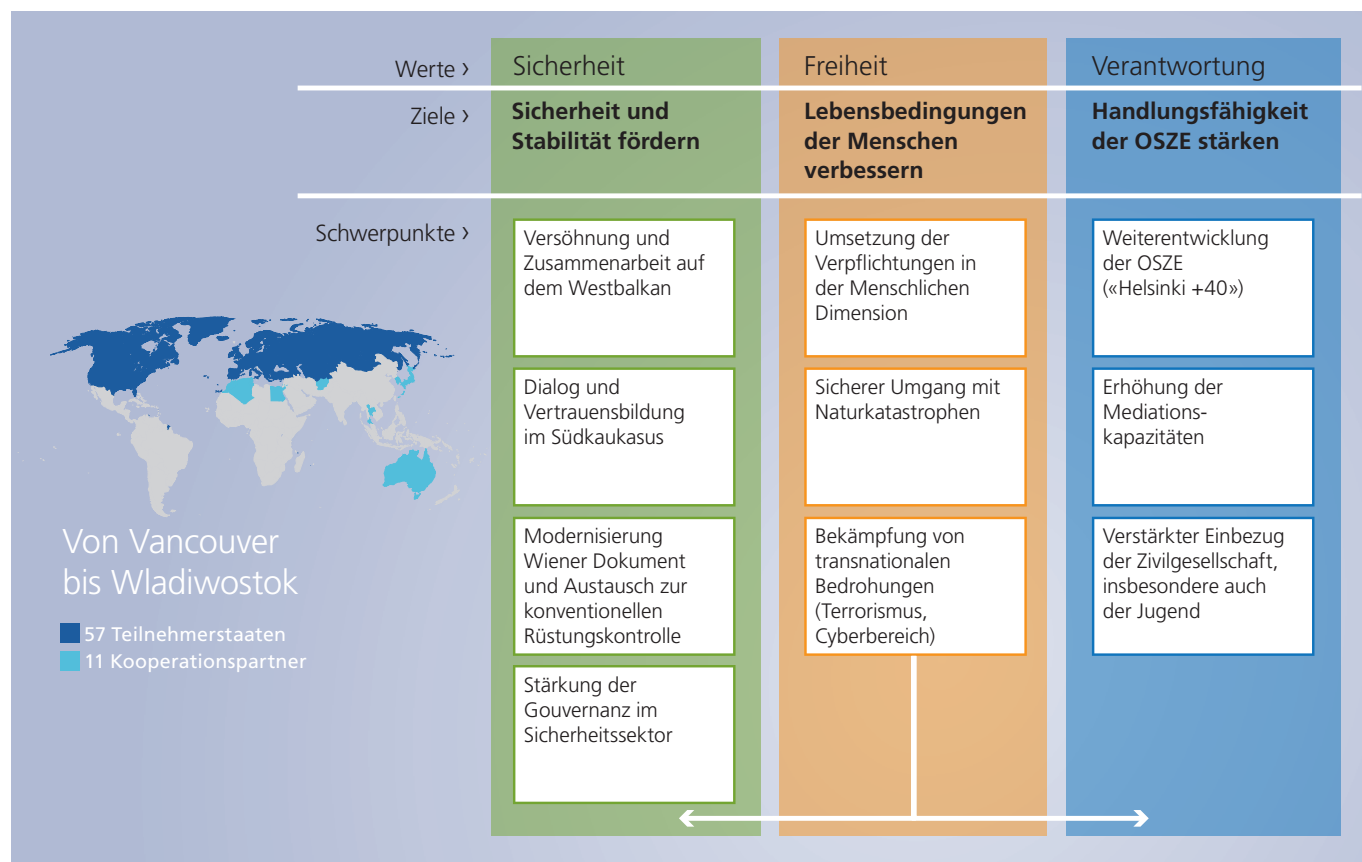 Werte ›
Sicherheit
Freiheit
Verantwortung
Ziele ›
Sicherheit und
Stabilität fördern
Lebensbedingungen
der Menschen
verbessern
Handlungsfähigkeit
der OSZE stärken
Schwerpunkte ›
Versöhnung und
Zusammenarbeit auf
dem Westbalkan
Dialog und
Vertrauensbildung
im Südkaukasus
Modernisierung
Wiener Dokument
und Austausch zur
konventionellen
Rüstungskontrolle
Stärkung der
Gouvernanz im
Sicherheitssektor
Umsetzung der
Verpflichtungen in
der Menschlichen
Dimension
Sicherer Umgang mit
Naturkatastrophen
Bekämpfung von
transnationalen
Bedrohungen
(Terrorismus,
Cyberbereich)
Weiterentwicklung
der OSZE
(«Helsinki +40»)
Erhöhung der
Mediations-
kapazitäten
Verstärkter Einbezug
der Zivilgesellschaft,
insbesondere auch
der Jugend
Von Vancouver
bis Wladiwostok
57 Teilnehmerstaaten
11 Kooperationspartner